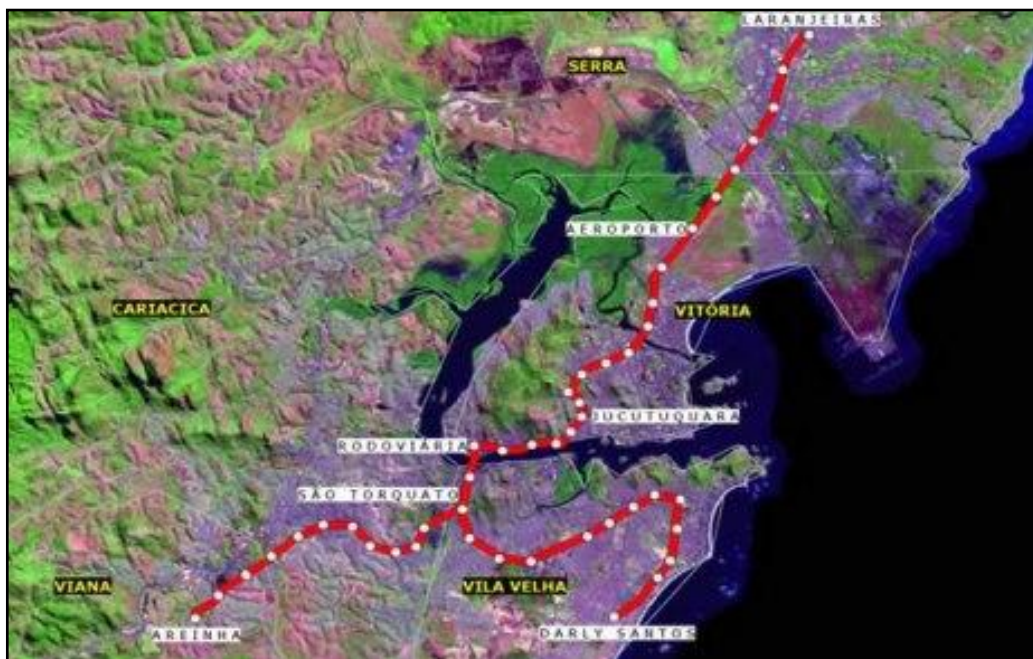 LARANJEIRAS
SERRA
AEROPORTO
CARIACICA
VITÓRIA
JUCUTUQUARA
RODOVIÁRIA
SÃO TORQUATO
VIANA
VILA VELHA
AREINHA
DARLY SANTOS